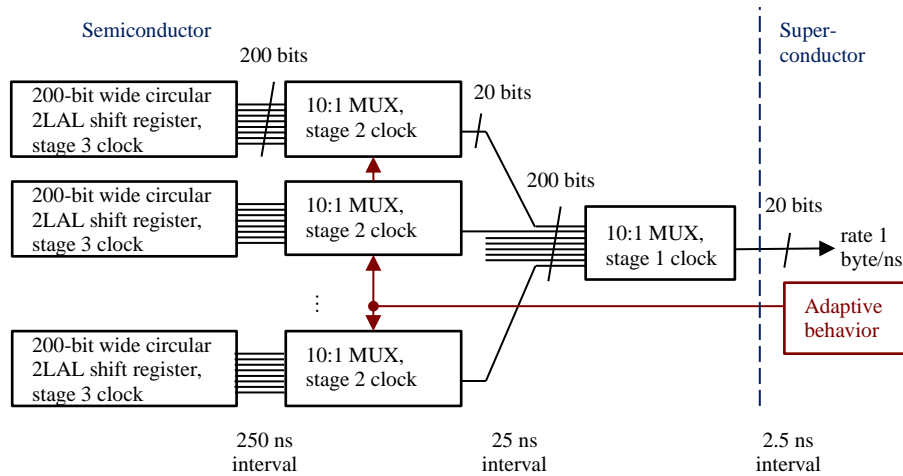 Semiconductor
Super-
conductor
200 bits
200-bit wide circular
2LAL shift register,
stage 3 clock
10:1 MUX,
stage 2 clock
20 bits
200-bit wide circular
2LAL shift register,
stage 3 clock
10:1 MUX,
stage 2 clock
200 bits
10:1 MUX,
stage 1 clock
20 bits
rate 1
byte/ns
...
Adaptive
behavior
200-bit wide circular
2LAL shift register,
stage 3 clock
10:1 MUX,
stage 2 clock
250 ns
interval
25 ns
interval
2.5 ns
interval